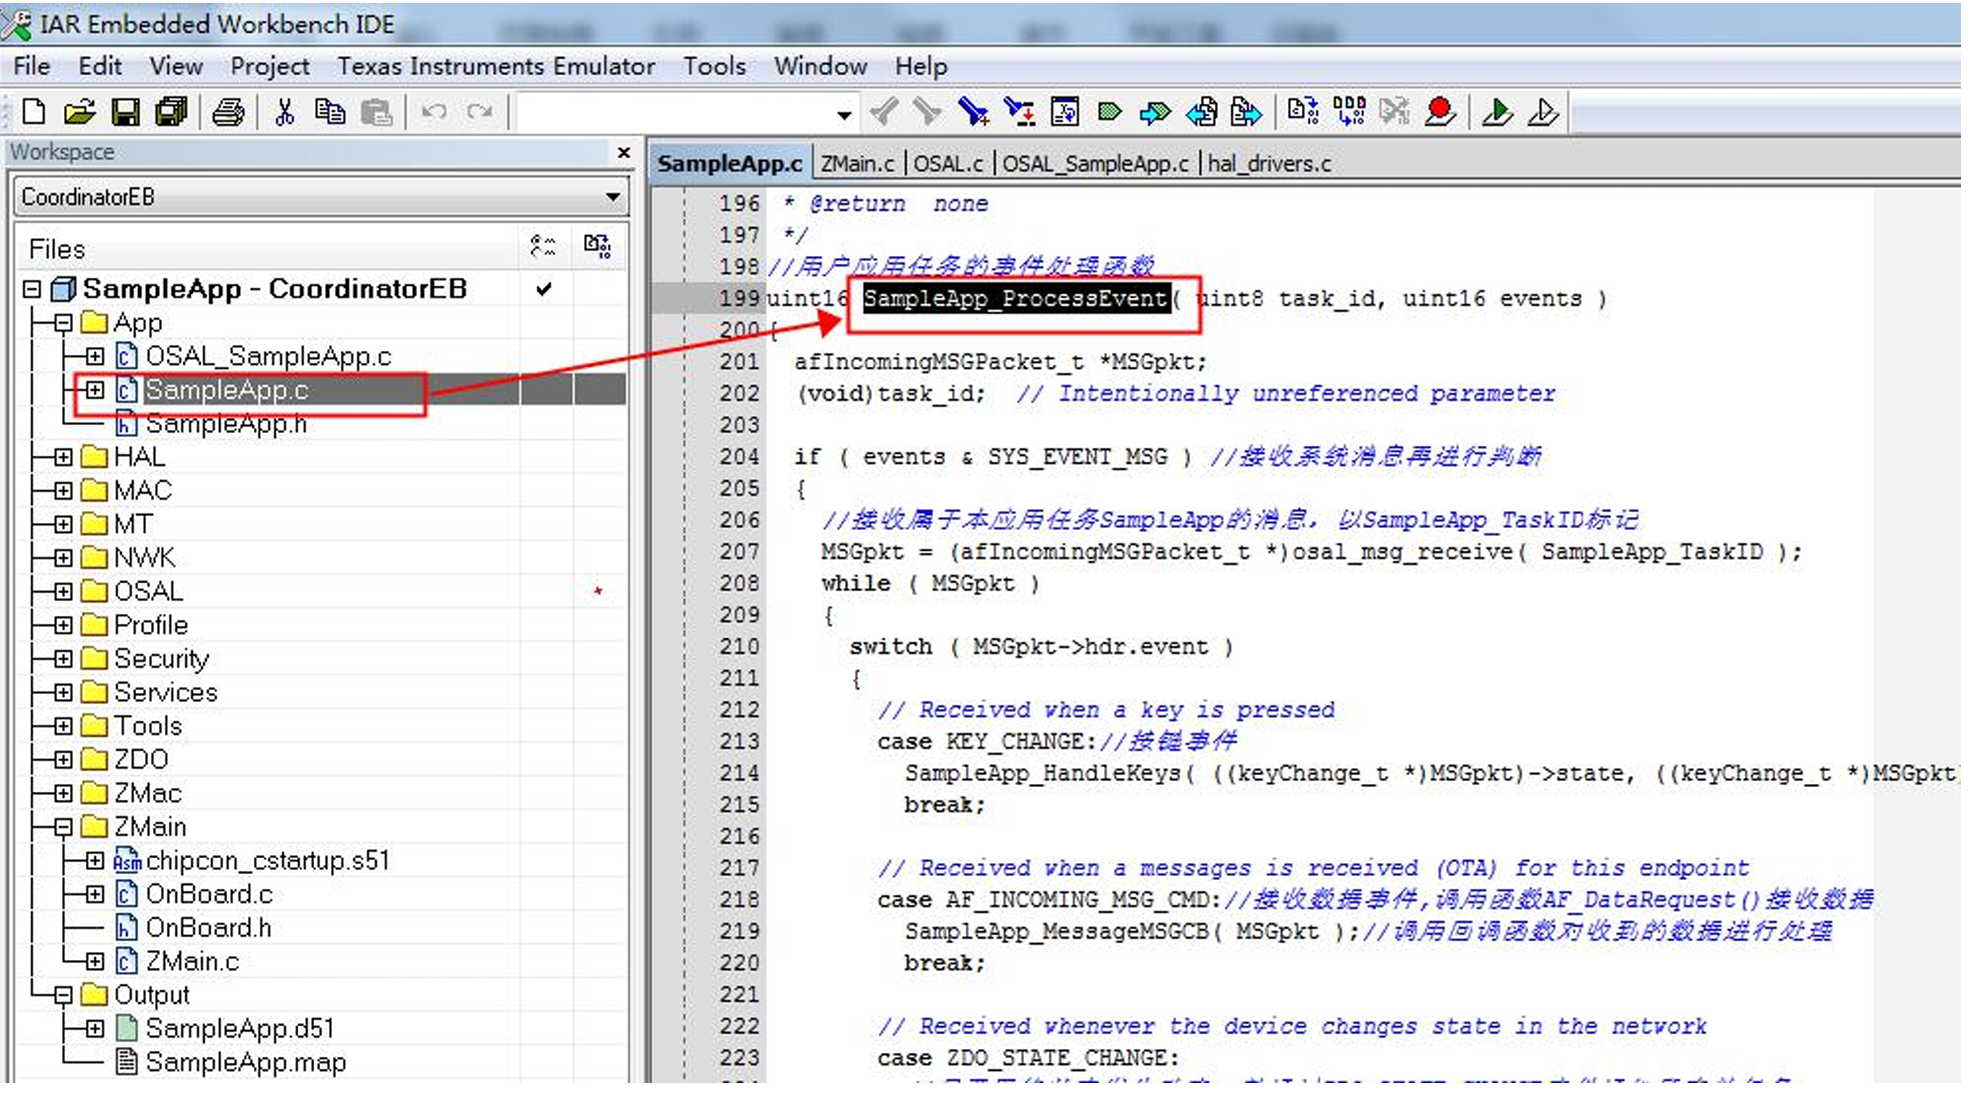 IAR Embedded Workbench IDE
File Edit View Project Texas Instruments Emulator Tools Window Help
Workspace
CoordinatorEB
Files
SampleApp - CoordinatorEB
App
OSAL_SampleApp.c
SampleApp.c
SampleApp.h
HAL
MAC
MT
NWK
OSAL
Profile
Security
Services
Tools
ZDO
ZMac
ZMain
chipcon_cstartup.s51
OnBoard.c
OnBoard.h
ZMain.c
Output
SampleApp.d51
SampleApp.map
SampleApp.c ZMain.c OSAL.c OSAL_SampleApp.c hal_drivers.c
196 * @return none
197 */
198 //用户应用任务的事件处理函数
199 uint16 SampleApp_ProcessEvent( uint8 task_id, uint16 events )
200 {
201 afIncomingMSGPacket_t *MSGpkt;
202 (void)task_id; // Intentionally unreferenced parameter
203
204 if ( events & SYS_EVENT_MSG ) //接收系统消息再进行判断
205 {
206 //接收属于本应用任务SampleApp的消息，以SampleApp_TaskID标记
207 MSGpkt = (afIncomingMSGPacket_t *)osal_msg_receive( SampleApp_TaskID );
208 while ( MSGpkt )
209 {
210 switch ( MSGpkt->hdr.event )
211 {
212 // Received when a key is pressed
213 case KEY_CHANGE://按键事件
214 SampleApp_HandleKeys( ((keyChange_t *)MSGpkt)->state, ((keyChange_t *)MSGpkt)
215 break;
216
217 // Received when a messages is received (OTA) for this endpoint
218 case AF_INCOMING_MSG_CMD://接收数据事件,调用函数AF_DataRequest()接收数据
219 SampleApp_MessageMSGCB( MSGpkt );//调用回调函数对收到的数据进行处理
220 break;
221
222 // Received whenever the device changes state in the network
223 case ZDO_STATE_CHANGE: